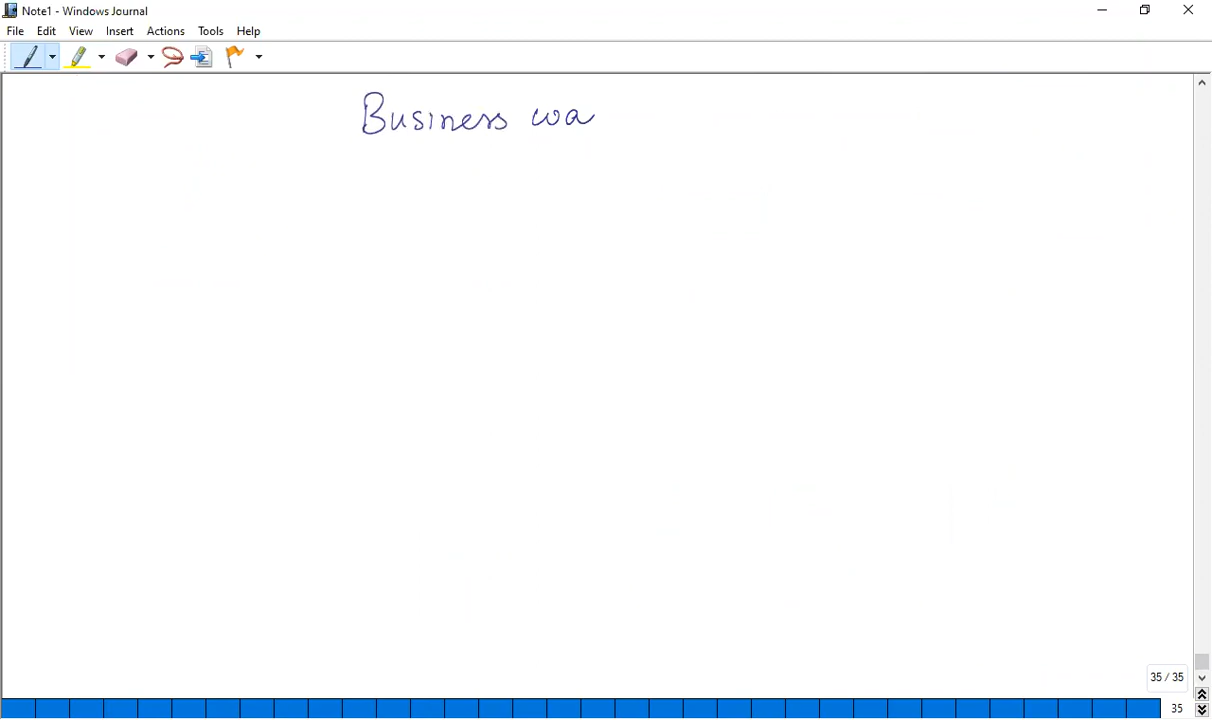 Note1 - Windows Journal
File Edit View Insert Actions Tools Help
Business wa
35 / 35
35